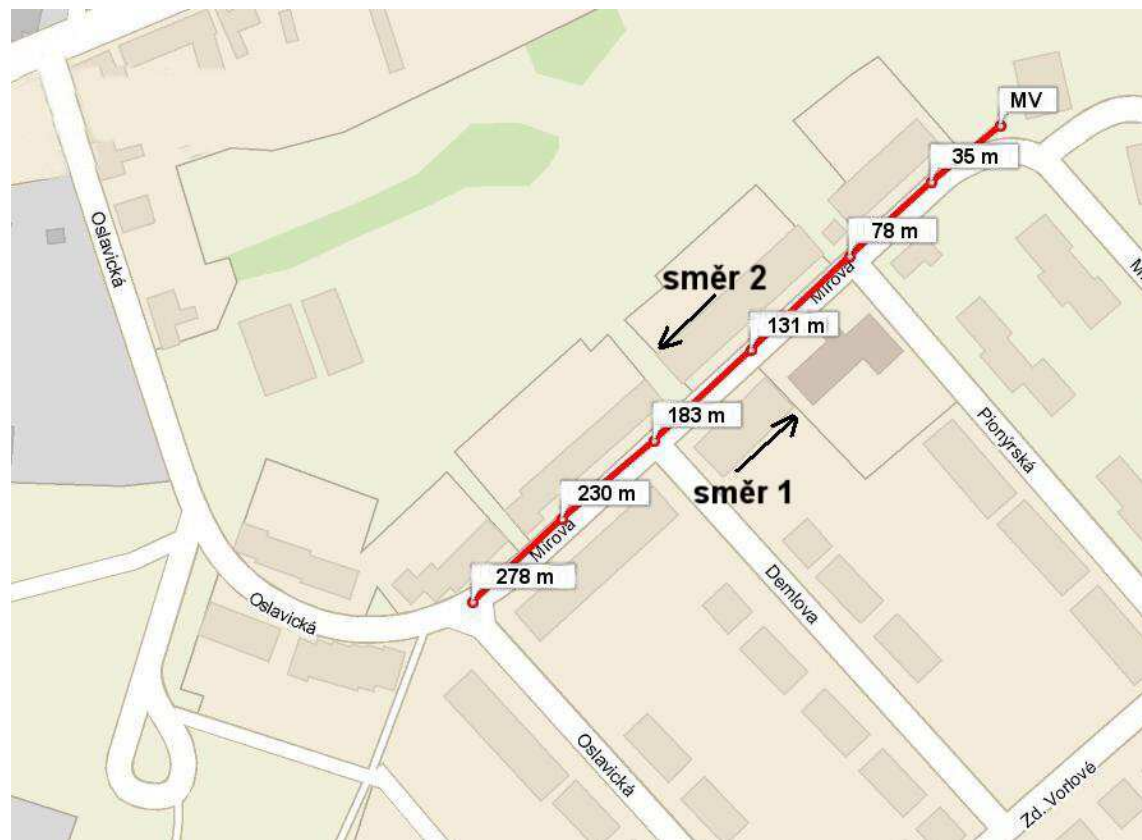 MV
35 m
Oslavická
78 m
Mírová
směr 2
131 m
183 m
Pionýrská
směr 1
230 m
Mírová
278 m
Demlova
Oslavická
Oslavická
Zd. Vorlové